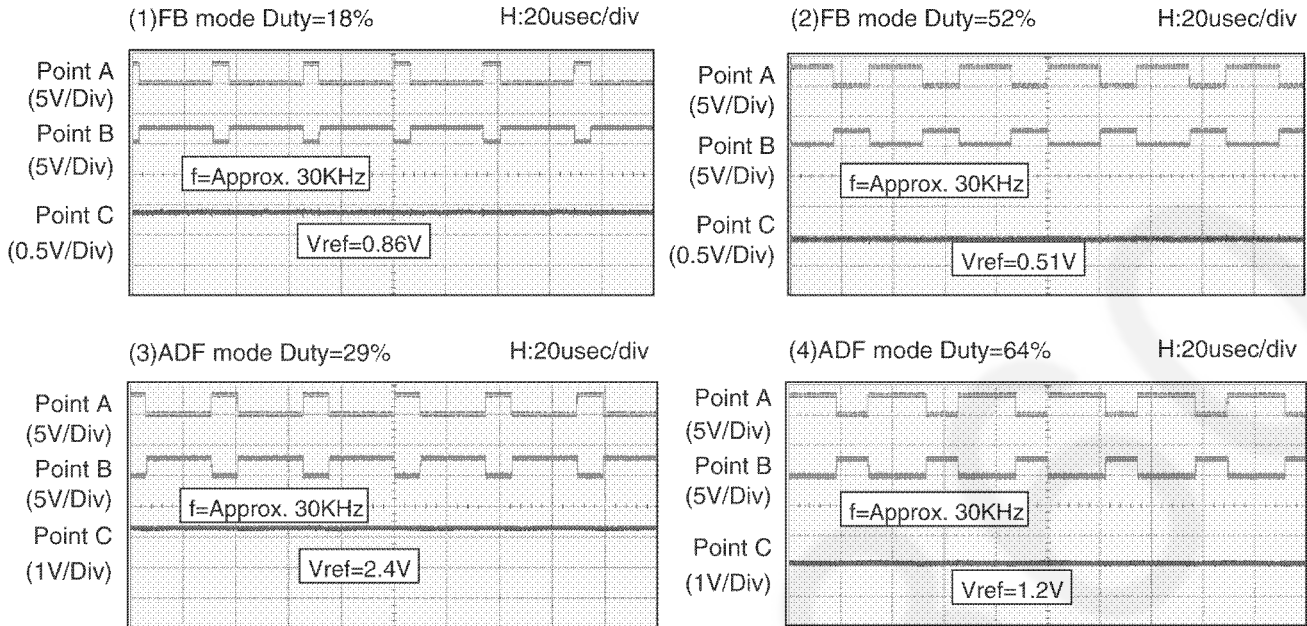 (1)FB mode Duty=18% H:20usec/div
Point A
(5V/Div)
Point B
(5V/Div)
f=Approx. 30KHz
Point C
(0.5V/Div)
Vref=0.86V
(2)FB mode Duty=52% H:20usec/div
Point A
(5V/Div)
Point B
(5V/Div)
f=Approx. 30KHz
Point C
(0.5V/Div)
Vref=0.51V
(3)ADF mode Duty=29% H:20usec/div
Point A
(5V/Div)
Point B
(5V/Div)
f=Approx. 30KHz
Point C
(1V/Div)
Vref=2.4V
(4)ADF mode Duty=64% H:20usec/div
Point A
(5V/Div)
Point B
(5V/Div)
f=Approx. 30KHz
Point C
(1V/Div)
Vref=1.2V